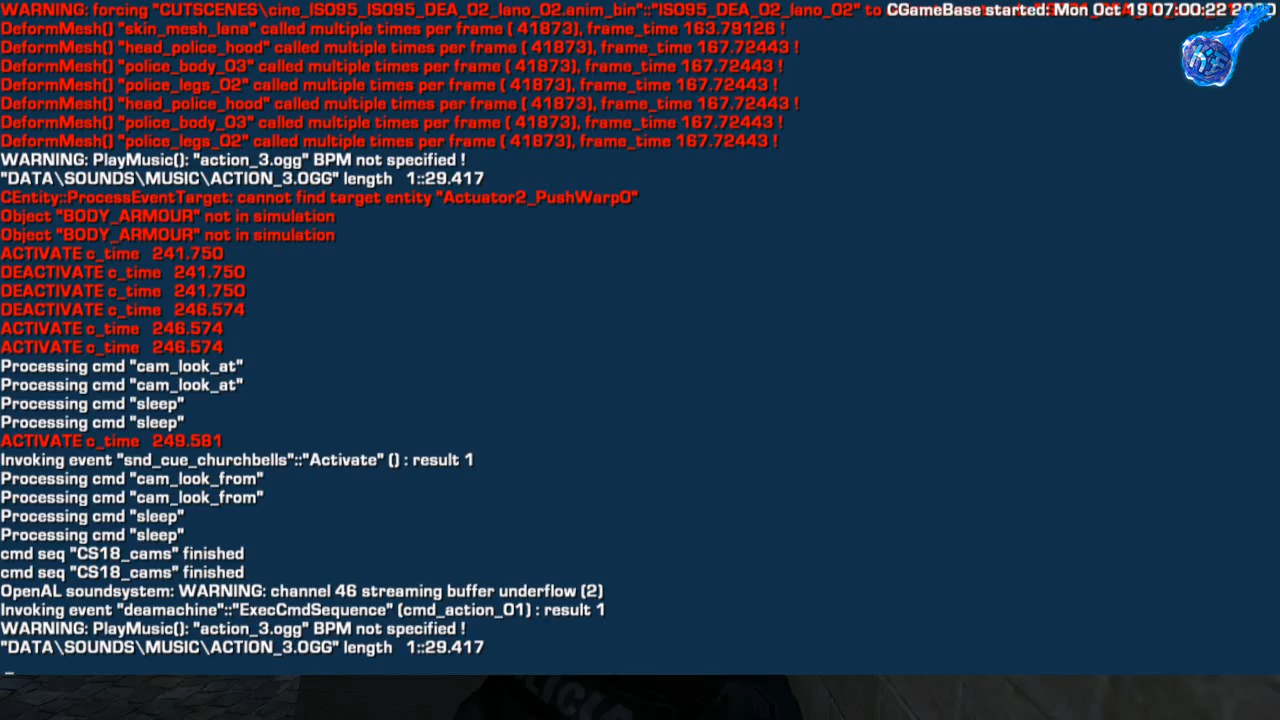 WARNING: forcing "CUTSCENES\cine_ISO95_ISO95_DEA_02_lano_02.anim_bin"::"ISO95_DEA_02_lano_02" to
CGameBase started: Mon Oct 19 07:00:22 2020
DeformMesh() "skin_mesh_lana" called multiple times per frame ( 41873), frame_time 163.79126 !
DeformMesh() "head_police_hood" called multiple times per frame ( 41873), frame_time 167.72443 !
DeformMesh() "police_body_03" called multiple times per frame ( 41873), frame_time 167.72443 !
DeformMesh() "police_legs_02" called multiple times per frame ( 41873), frame_time 167.72443 !
DeformMesh() "head_police_hood" called multiple times per frame ( 41873), frame_time 167.72443 !
DeformMesh() "police_body_03" called multiple times per frame ( 41873), frame_time 167.72443 !
DeformMesh() "police_legs_02" called multiple times per frame ( 41873), frame_time 167.72443 !
WARNING: PlayMusic(): "action_3.ogg" BPM not specified !
"DATA\SOUNDS\MUSIC\ACTION_3.OGG" length 1::29.417
CEntity::ProcessEventTarget: cannot find target entity "Actuator2_PushWarp0"
Object "BODY_ARMOUR" not in simulation
Object "BODY_ARMOUR" not in simulation
ACTIVATE c_time 241.750
DEACTIVATE c_time 241.750
DEACTIVATE c_time 241.750
DEACTIVATE c_time 246.574
ACTIVATE c_time 246.574
ACTIVATE c_time 246.574
Processing cmd "cam_look_at"
Processing cmd "cam_look_at"
Processing cmd "sleep"
Processing cmd "sleep"
ACTIVATE c_time 249.581
Invoking event "snd_cue_churchbells"::"Activate" () : result 1
Processing cmd "cam_look_from"
Processing cmd "cam_look_from"
Processing cmd "sleep"
Processing cmd "sleep"
cmd seq "CS18_cams" finished
cmd seq "CS18_cams" finished
OpenAL soundsystem: WARNING: channel 46 streaming buffer underflow (2)
Invoking event "deamachine"::"ExecCmdSequence" (cmd_action_01) : result 1
WARNING: PlayMusic(): "action_3.ogg" BPM not specified !
"DATA\SOUNDS\MUSIC\ACTION_3.OGG" length 1::29.417